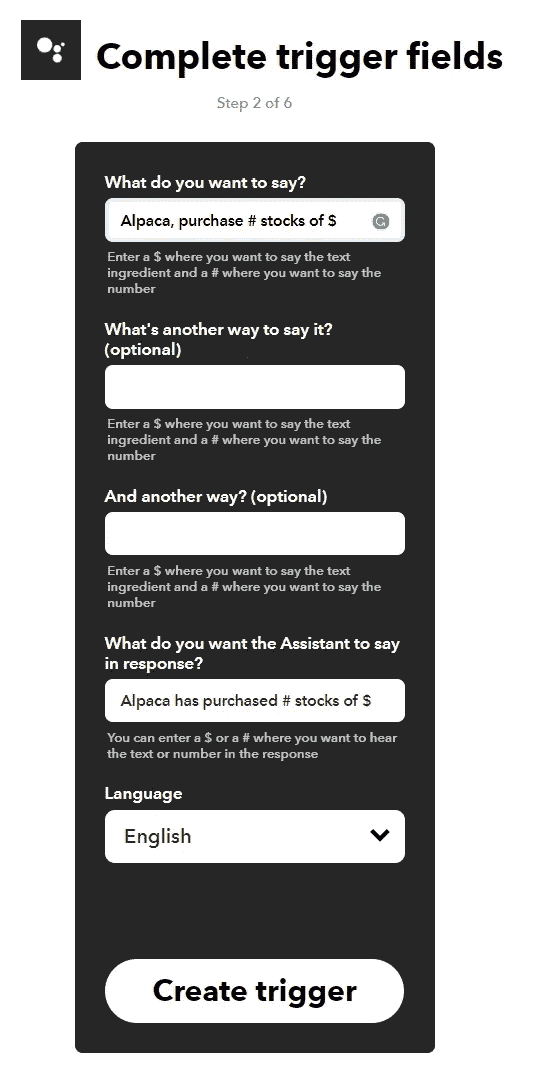 Complete trigger fields
Step 2 of 6
What do you want to say?
Alpaca, purchase # stocks of $
Enter a $ where you want to say the text
ingredient and a # where you want to say the
number
What's another way to say it?
(optional)
Enter a $ where you want to say the text
ingredient and a # where you want to say the
number
And another way? (optional)
Enter a $ where you want to say the text
ingredient and a # where you want to say the
number
What do you want the Assistant to say
in response?
Alpaca has purchased # stocks of $
You can enter a $ or a # where you want to hear
the text or number in the response
Language
English
Create trigger